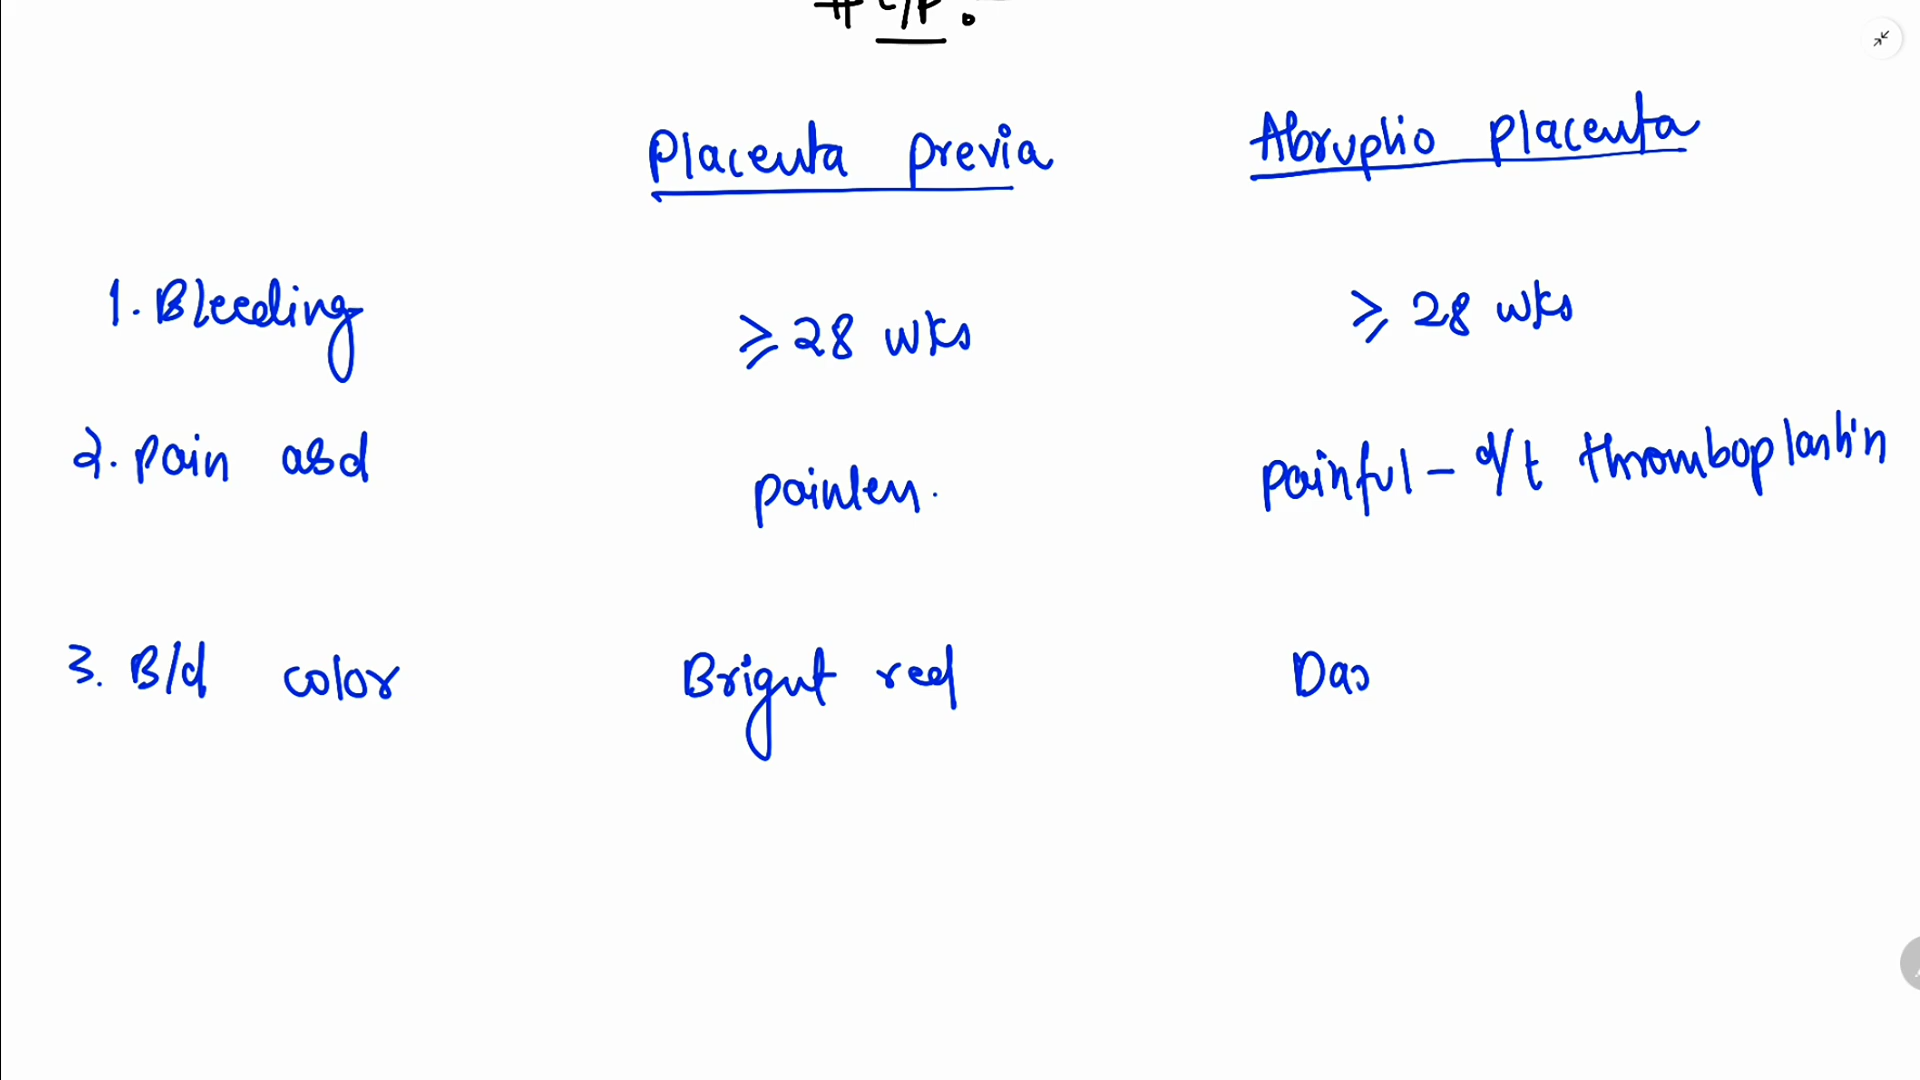 # C/P :-
Placenta previa Abruptio placenta
1. Bleeding ≥ 28 wks ≥ 28 wks
2. pain abd painless. painful - d/t thromboplastin
3. B/d color Bright red Das